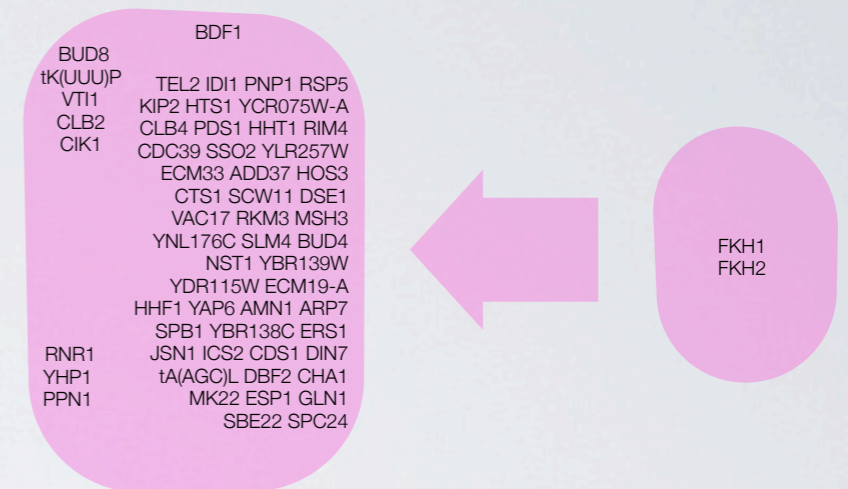 BDF1
BUD8
tK(UUU)P
VTI1
CLB2
CIK1
TEL2 IDI1 PNP1 RSP5
KIP2 HTS1 YCR075W-A
CLB4 PDS1 HHT1 RIM4
CDC39 SSO2 YLR257W
ECM33 ADD37 HOS3
CTS1 SCW11 DSE1
VAC17 RKM3 MSH3
YNL176C SLM4 BUD4
NST1 YBR139W
YDR115W ECM19-A
HHF1 YAP6 AMN1 ARP7
SPB1 YBR138C ERS1
JSN1 ICS2 CDS1 DIN7
tA(AGC)L DBF2 CHA1
MK22 ESP1 GLN1
SBE22 SPC24
RNR1
YHP1
PPN1
FKH1
FKH2